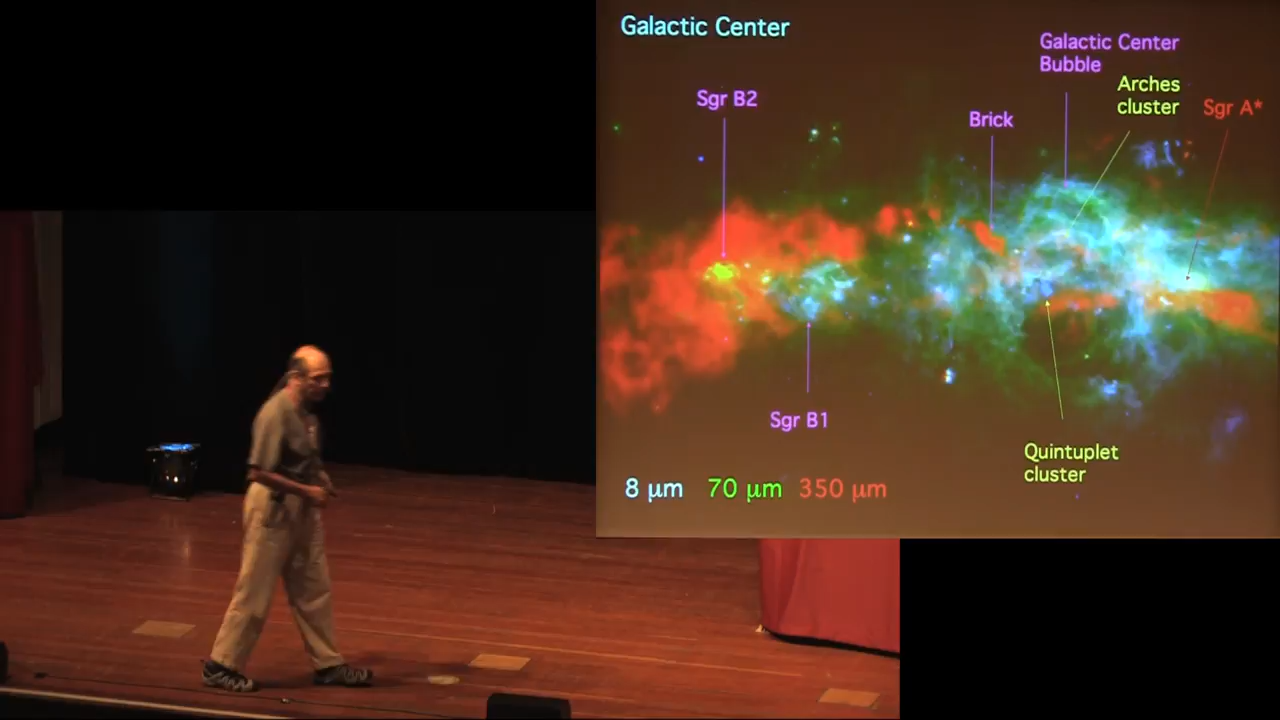 Galactic Center
Galactic Center
Bubble
Arches
cluster
Sgr B2
Sgr A*
Brick
Sgr B1
Quintuplet
cluster
8 μm 70 μm 350 μm